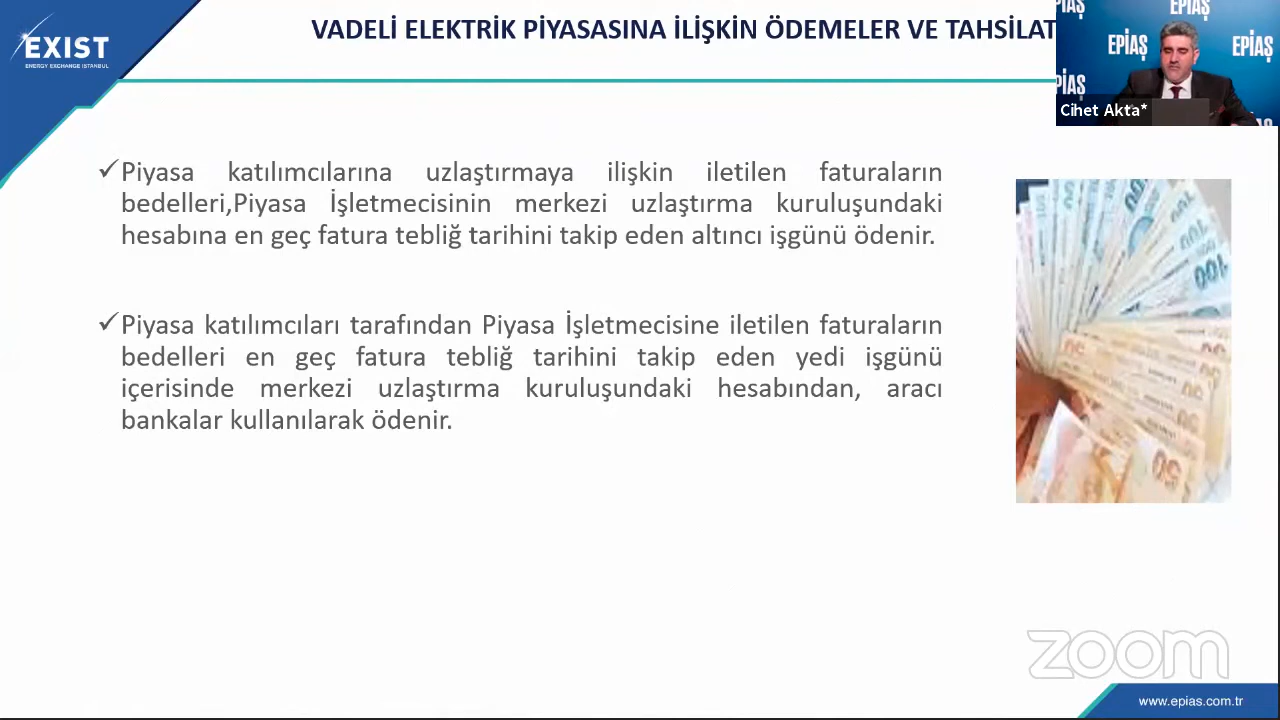 EXIST
ENERGY EXCHANGE ISTANBUL
VADELİ ELEKTRİK PİYASASINA İLİŞKİN ÖDEMELER VE TAHSİLAT
EPİAŞ
EPİAŞ
EPİAŞ
Cihet Akta*
✓Piyasa katılımcılarına uzlaştırmaya ilişkin iletilen faturaların
bedelleri,Piyasa İşletmecisinin merkezi uzlaştırma kuruluşundaki
hesabına en geç fatura tebliğ tarihini takip eden altıncı işgünü ödenir.
✓Piyasa katılımcıları tarafından Piyasa İşletmecisine iletilen faturaların
bedelleri en geç fatura tebliğ tarihini takip eden yedi işgünü
içerisinde merkezi uzlaştırma kuruluşundaki hesabından, aracı
bankalar kullanılarak ödenir.
100
100
50
50
zoom
www.epias.com.tr